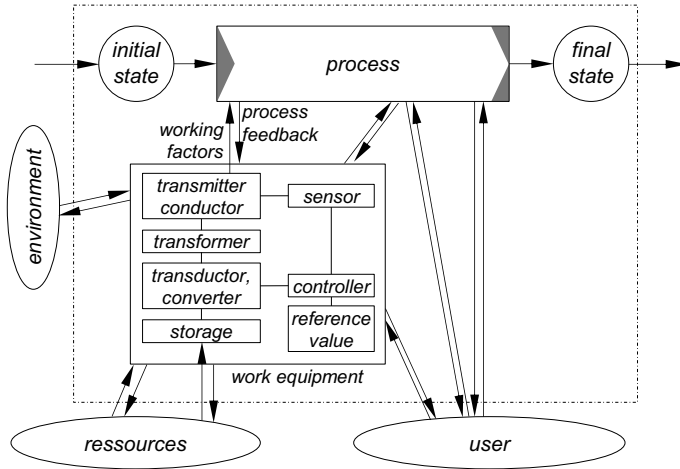 initial
state
process
final
state
process
feedback
working
factors
environment
transmitter
conductor
sensor
transformer
transductor,
converter
controller
storage
reference
value
work equipment
ressources
user